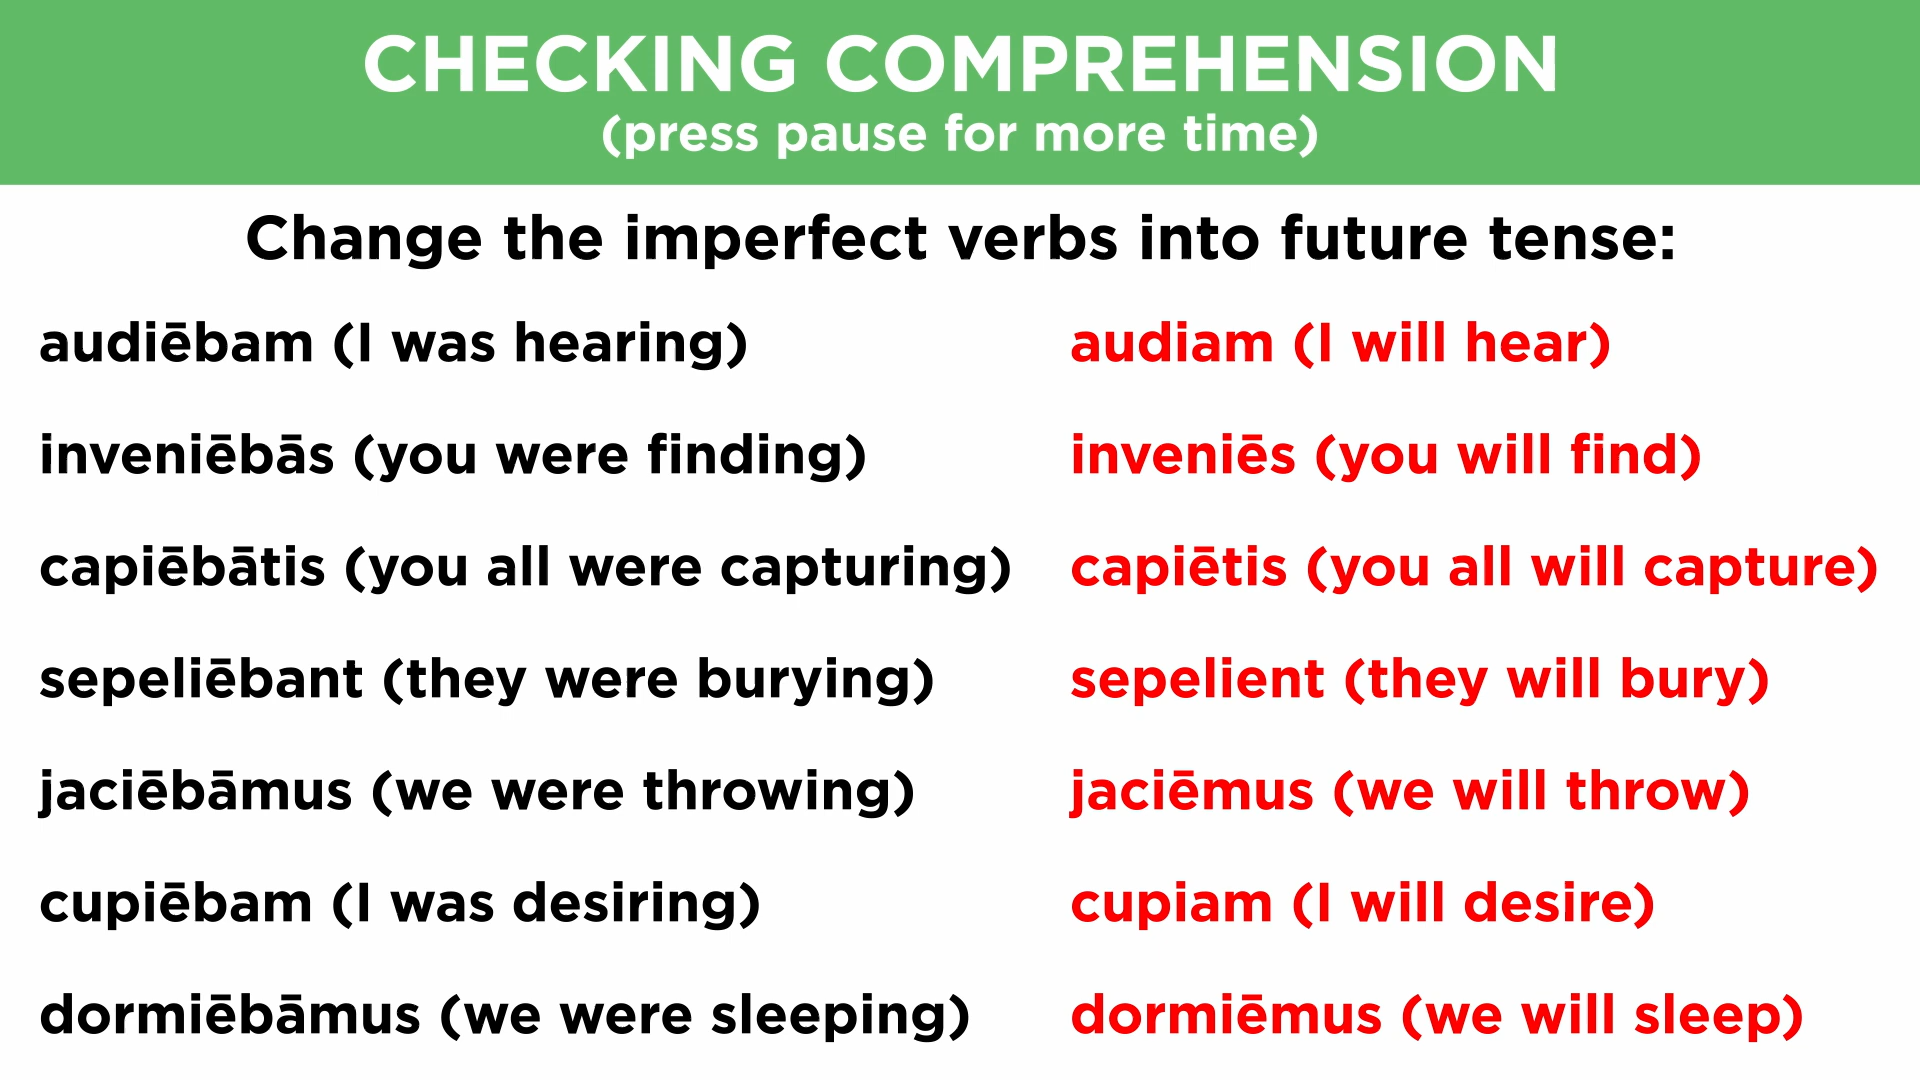 CHECKING COMPREHENSION
(press pause for more time)
Change the imperfect verbs into future tense:
audiēbam (I was hearing) audiam (I will hear)
inveniēbās (you were finding) inveniēs (you will find)
capiēbātis (you all were capturing) capiētis (you all will capture)
sepeliēbant (they were burying) sepelient (they will bury)
jaciēbāmus (we were throwing) jaciēmus (we will throw)
cupiēbam (I was desiring) cupiam (I will desire)
dormiēbāmus (we were sleeping) dormiēmus (we will sleep)